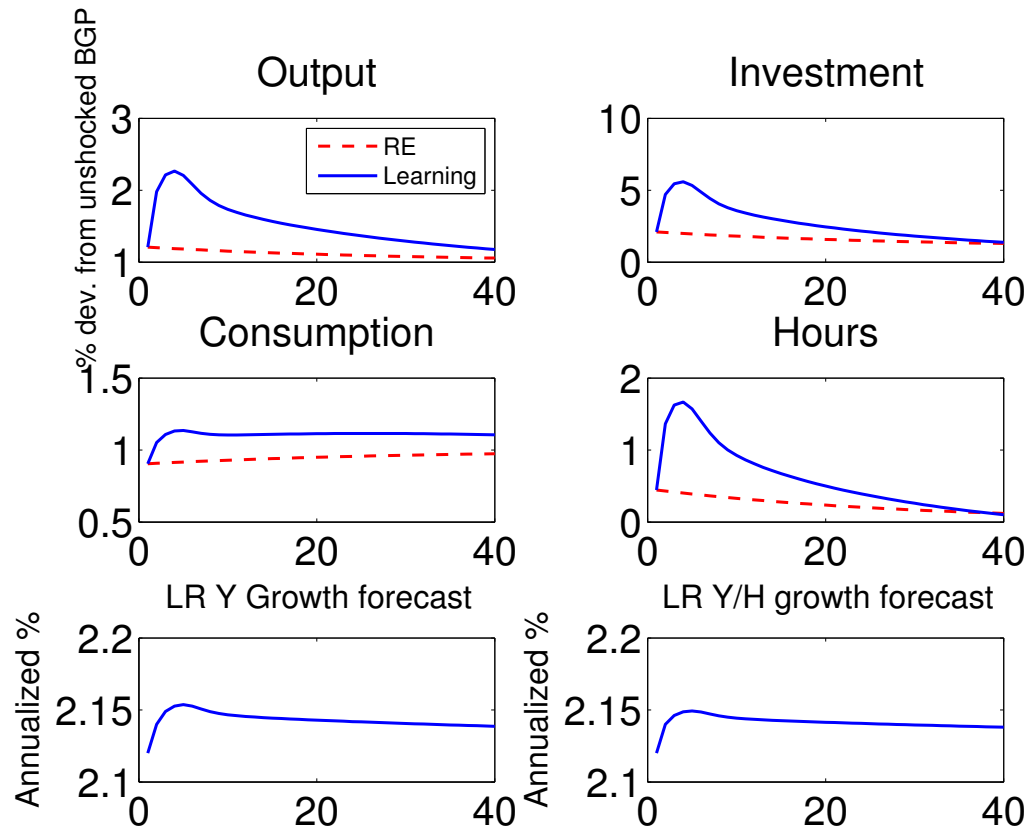 % dev. from unshocked BGP
Output
3
2
1
0 20 40
RE
Learning
Investment
10
5
0
0 20 40
Consumption
1.5
1
0.5
0 20 40
Hours
2
1
0
0 20 40
LR Y Growth forecast
Annualized %
2.2
2.15
2.1
0 20 40
LR Y/H growth forecast
Annualized %
2.2
2.15
2.1
0 20 40